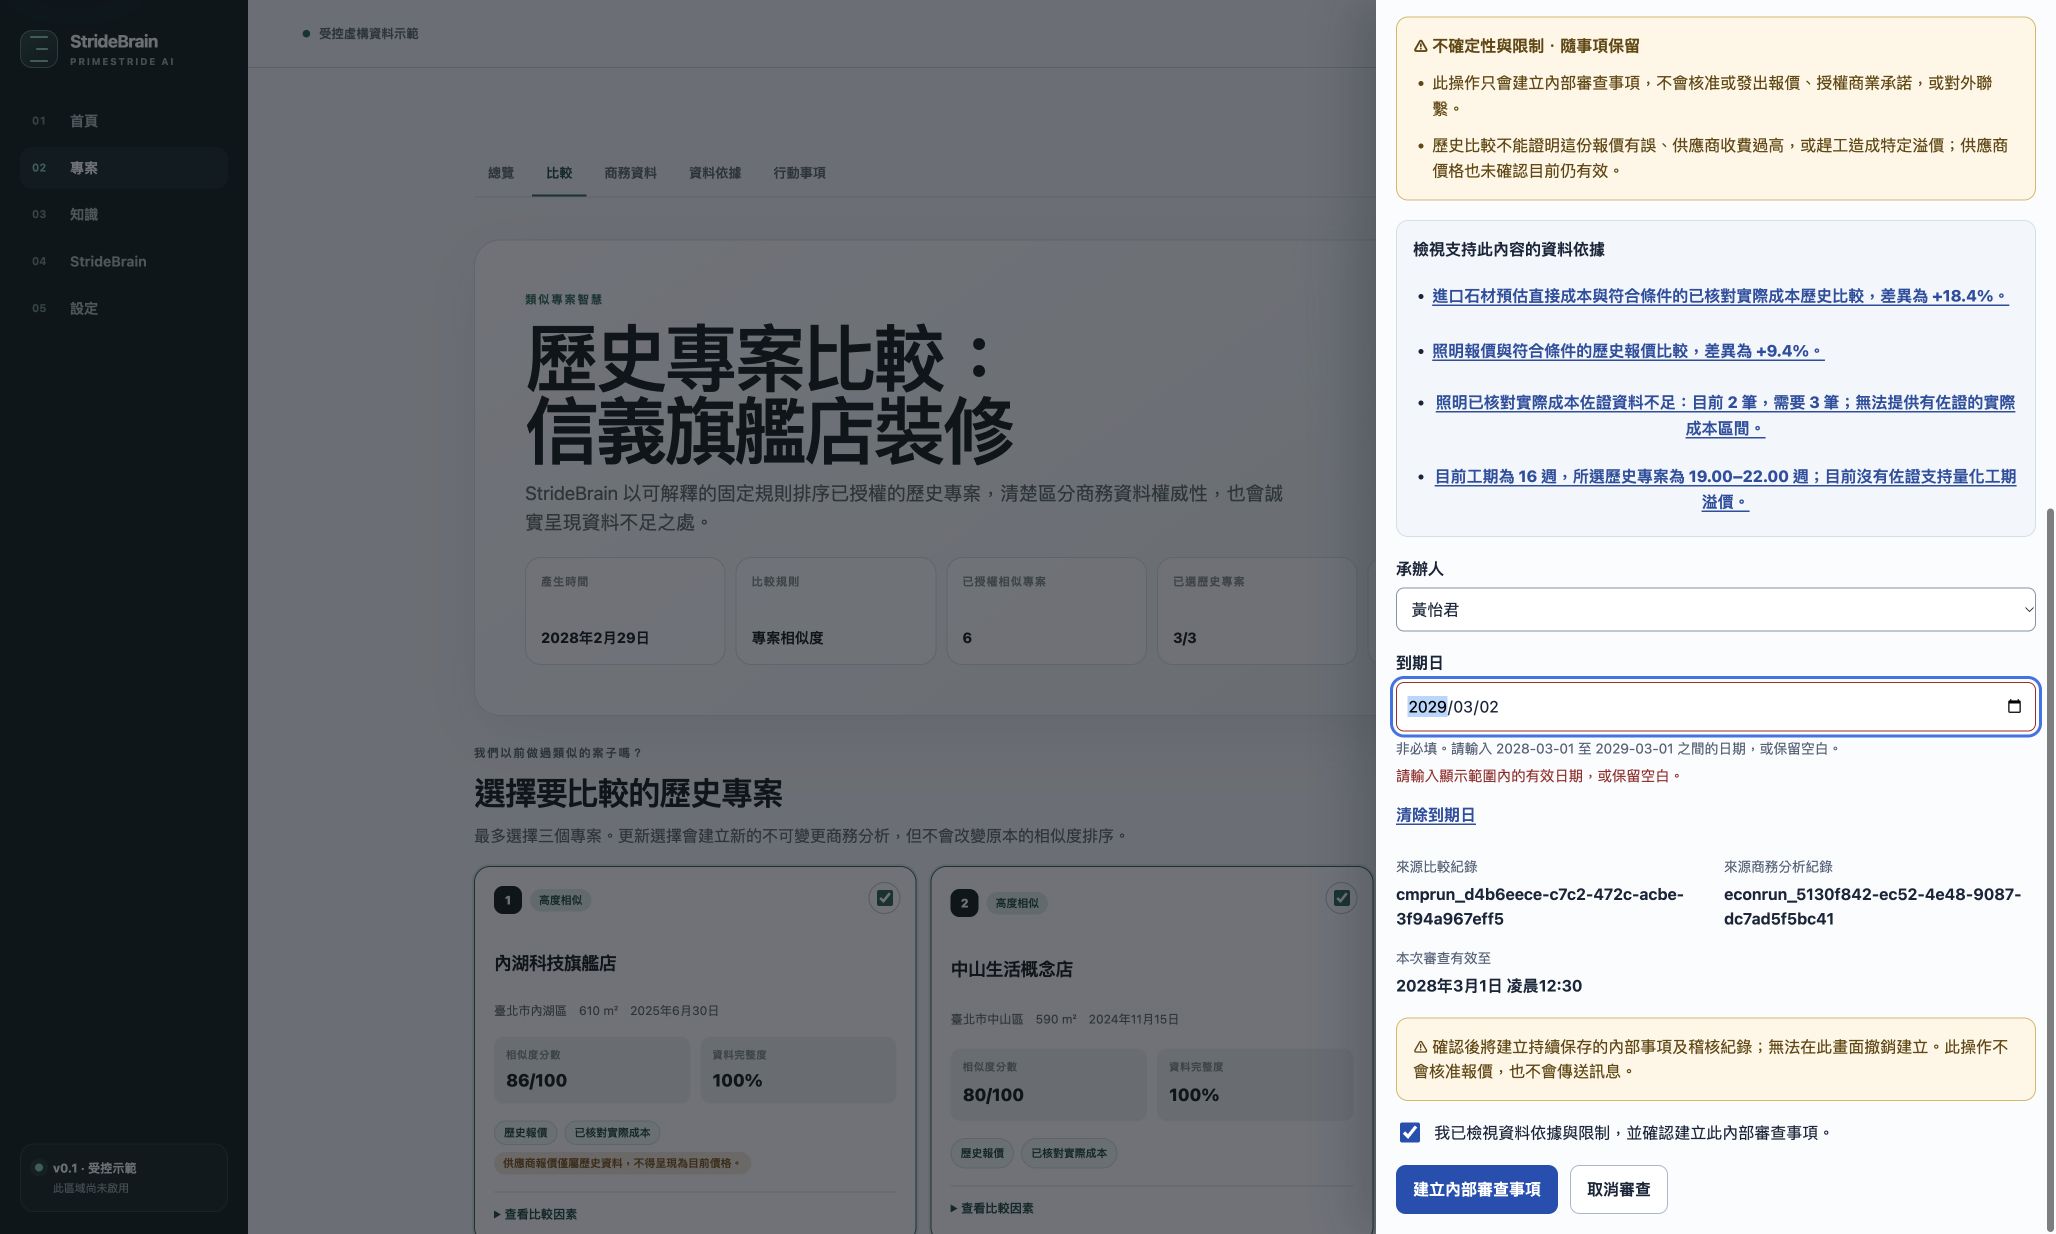 StrideBrain
PRIMESTRIDE AI
01 首頁
02 專案
03 知識
04 StrideBrain
05 設定
v0.1 · 受控示範
此區域尚未啟用
受控虛構資料示範
總覽 比較 商務資料 資料依據 行動事項
類似專案智慧
歷史專案比較：
信義旗艦店裝修
StrideBrain 以可解釋的固定規則排序已授權的歷史專案，清楚區分商務資料權威性，也會誠
實呈現資料不足之處。
產生時間
2028年2月29日
比較規則
專案相似度
已授權相似專案
6
已選歷史專案
3/3
我們以前做過類似的案子嗎？
選擇要比較的歷史專案
最多選擇三個專案。更新選擇會建立新的不可變更商務分析，但不會改變原本的相似度排序。
1 高度相似
內湖科技旗艦店
臺北市內湖區 610 m² 2025年6月30日
相似度分數
86/100
資料完整度
100%
歷史報價 已核對實際成本
供應商報價僅屬歷史資料，不得呈現為目前價格。
▸ 查看比較因素
2 高度相似
中山生活概念店
臺北市中山區 590 m² 2024年11月15日
相似度分數
80/100
資料完整度
100%
歷史報價 已核對實際成本
▸ 查看比較因素
⚠ 不確定性與限制 · 隨事項保留
• 此操作只會建立內部審查事項，不會核准或發出報價、授權商業承諾，或對外聯
繫。
• 歷史比較不能證明這份報價有誤、供應商收費過高，或趕工造成特定溢價；供應商
價格也未確認目前仍有效。
檢視支持此內容的資料依據
• 進口石材預估直接成本與符合條件的已核對實際成本歷史比較，差異為 +18.4%。
• 照明報價與符合條件的歷史報價比較，差異為 +9.4%。
• 照明已核對實際成本佐證資料不足：目前 2 筆，需要 3 筆；無法提供有佐證的實際
成本區間。
• 目前工期為 16 週，所選歷史專案為 19.00–22.00 週；目前沒有佐證支持量化工期
溢價。
承辦人
黃怡君
到期日
2029/03/02
非必填。請輸入 2028-03-01 至 2029-03-01 之間的日期，或保留空白。
請輸入顯示範圍內的有效日期，或保留空白。
清除到期日
來源比較紀錄
cmprun_d4b6eece-c7c2-472c-acbe-
3f94a967eff5
來源商務分析紀錄
econrun_5130f842-ec52-4e48-9087-
dc7ad5f5bc41
本次審查有效至
2028年3月1日 凌晨12:30
⚠ 確認後將建立持續保存的內部事項及稽核紀錄；無法在此畫面撤銷建立。此操作不
會核准報價，也不會傳送訊息。
我已檢視資料依據與限制，並確認建立此內部審查事項。
建立內部審查事項 取消審查